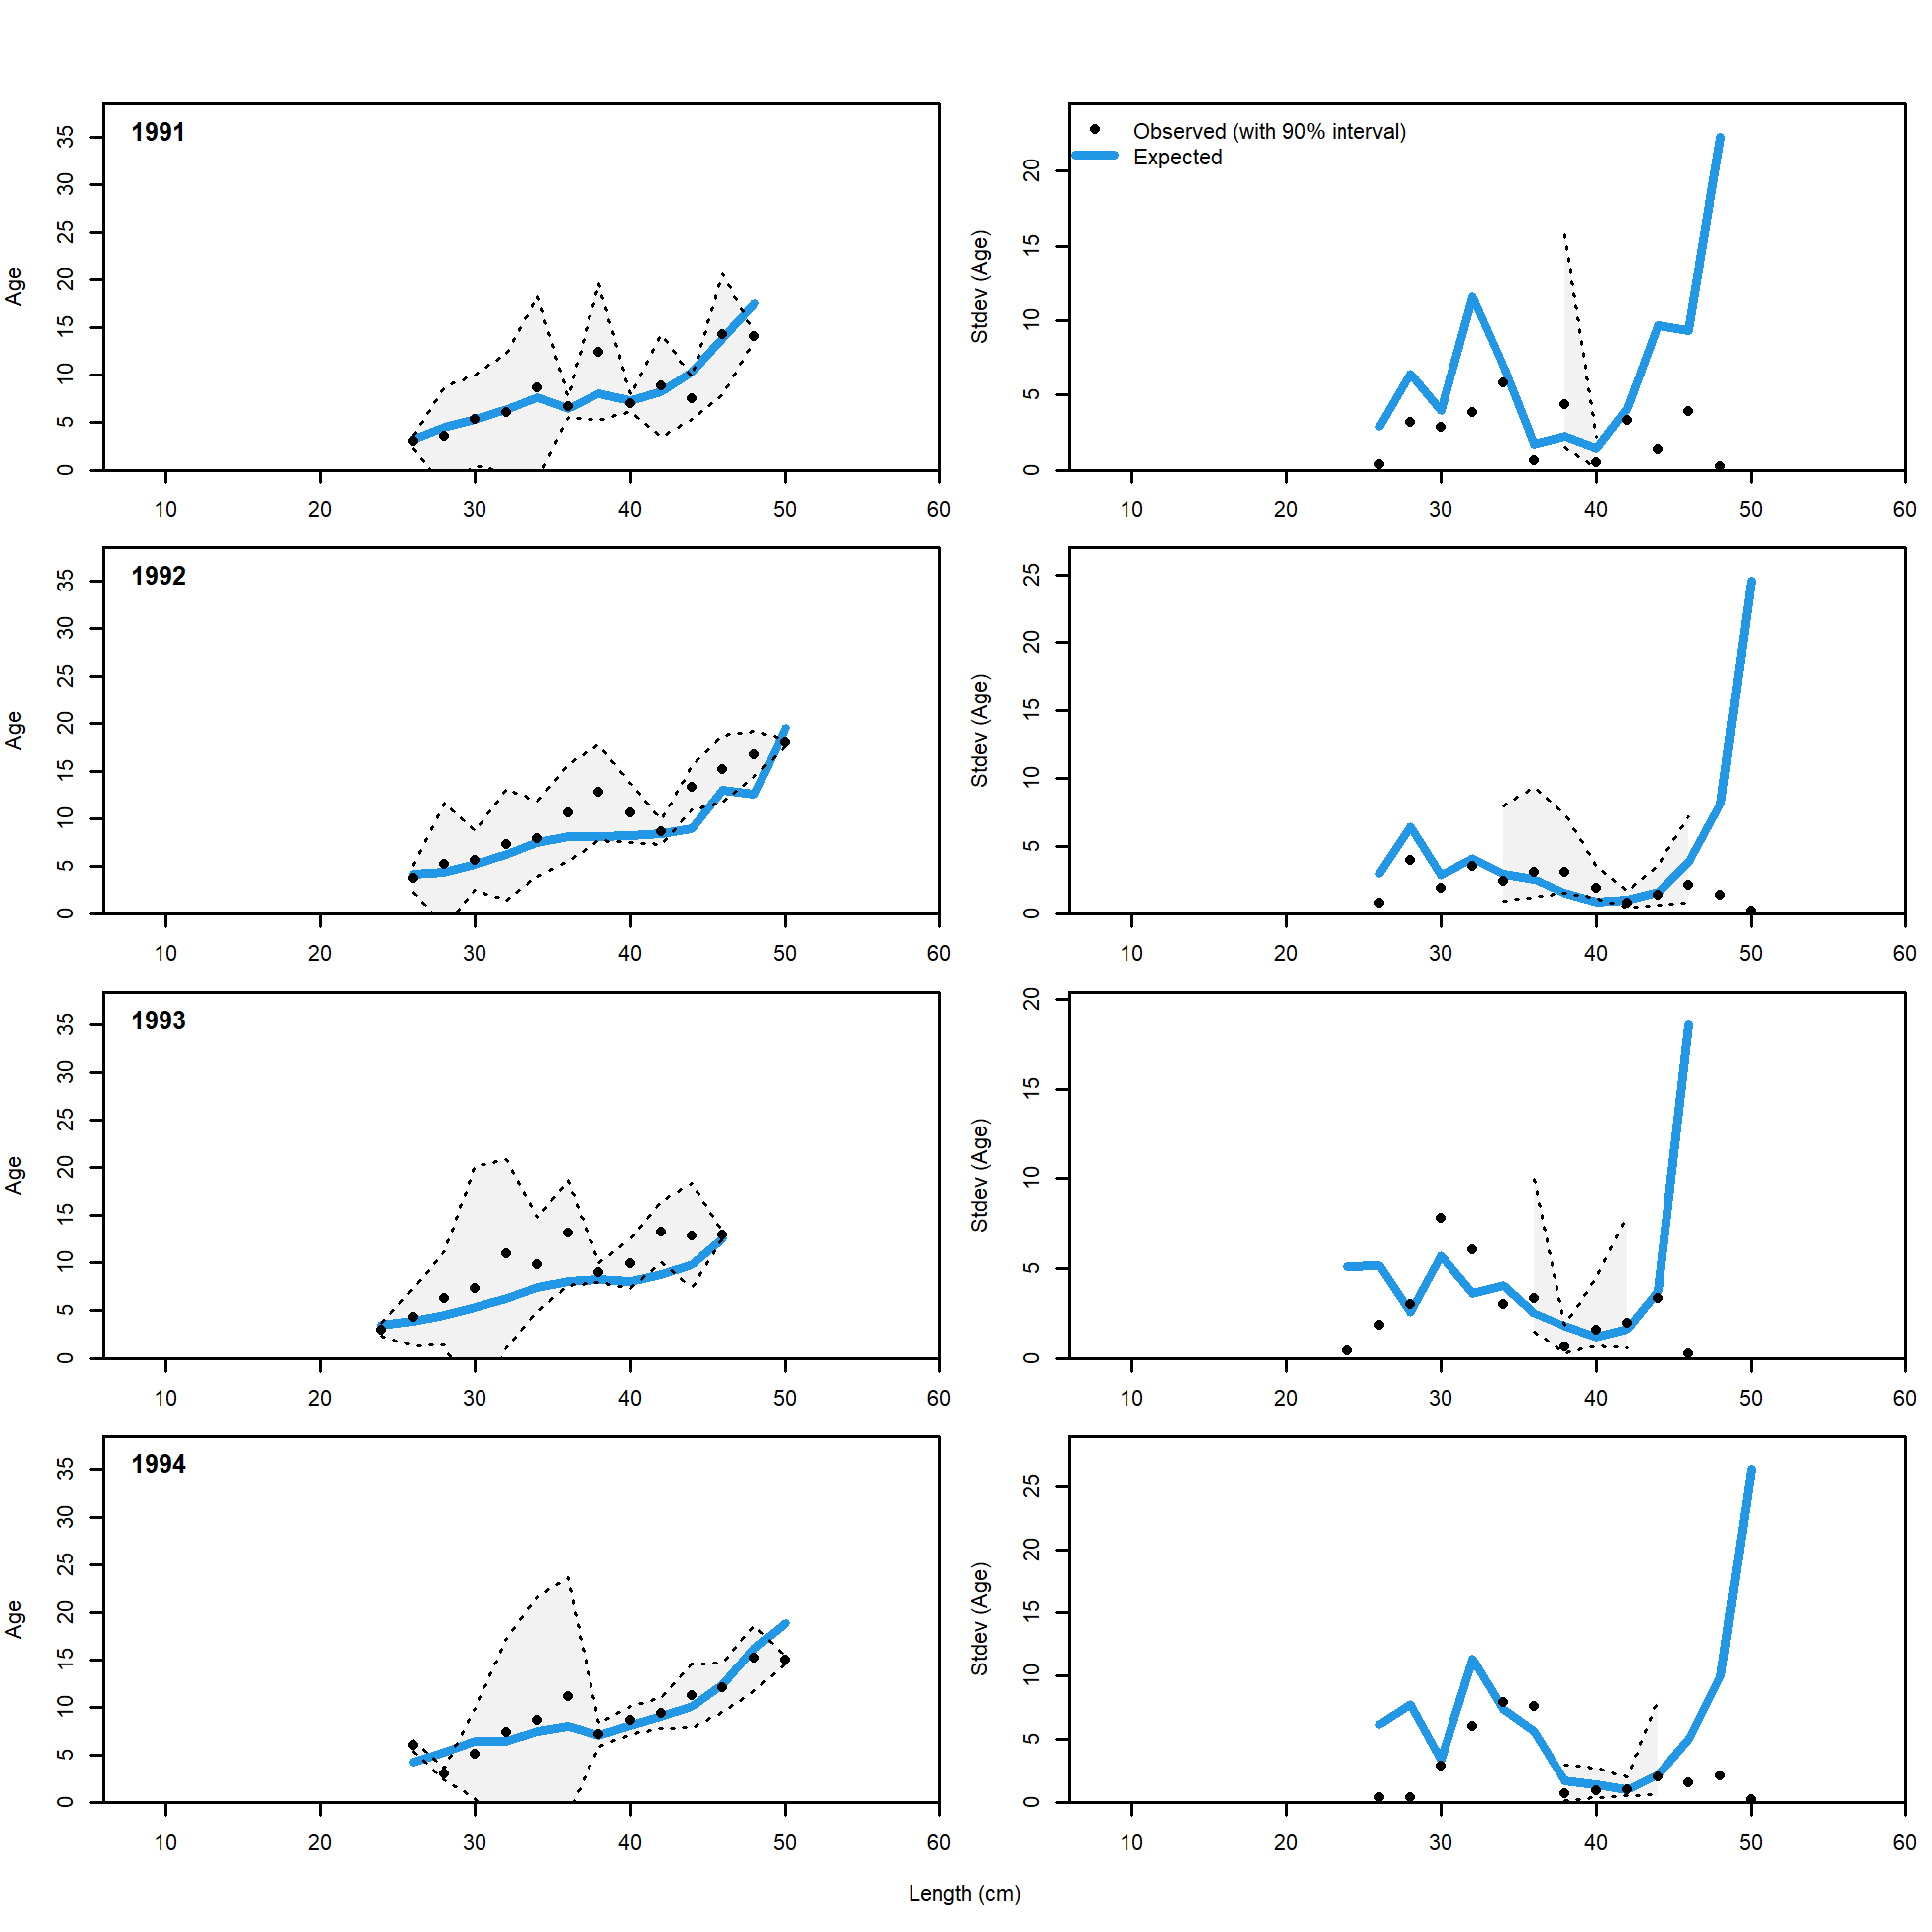 1991
Age
0 5 10 15 20 25 30 35
10 20 30 40 50 60
Observed (with 90% interval)
Expected
Stdev (Age)
0 5 10 15 20
10 20 30 40 50 60
1992
Age
0 5 10 15 20 25 30 35
10 20 30 40 50 60
Stdev (Age)
0 5 10 15 20 25
10 20 30 40 50 60
1993
Age
0 5 10 15 20 25 30 35
10 20 30 40 50 60
Stdev (Age)
0 5 10 15 20
10 20 30 40 50 60
1994
Age
0 5 10 15 20 25 30 35
10 20 30 40 50 60
Stdev (Age)
0 5 10 15 20 25
10 20 30 40 50 60
Length (cm)